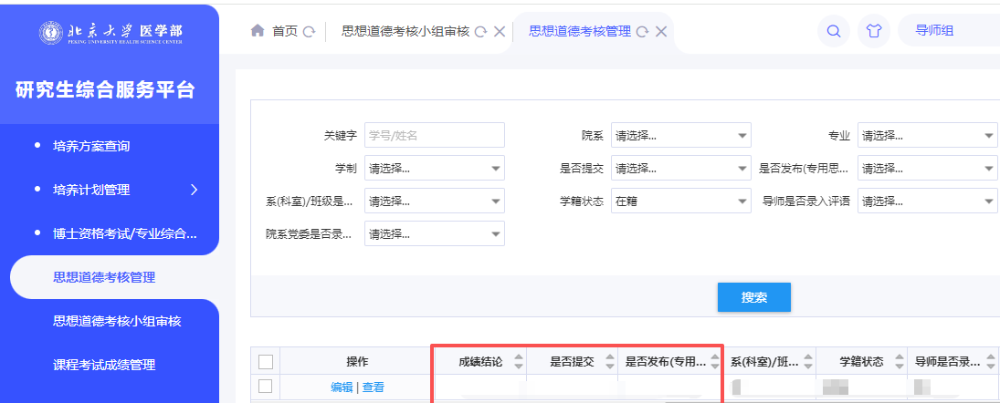 北京大学 医学部
PEKING UNIVERSITY HEALTH SCIENCE CENTER
首页 思想道德考核小组审核 思想道德考核管理 导师组
研究生综合服务平台
培养方案查询
培养计划管理
博士资格考试/专业综合...
思想道德考核管理
思想道德考核小组审核
课程考试成绩管理
关键字 学号/姓名 院系 请选择... 专业 请选择...
学制 请选择... 是否提交 请选择... 是否发布(专用思... 请选择...
系(科室)/班级是... 请选择... 学籍状态 在籍 导师是否录入评语 请选择...
院系党委是否录... 请选择...
搜索
操作 成绩结论 是否提交 是否发布(专用... 系(科室)/班... 学籍状态 导师是否录...
编辑 | 查看